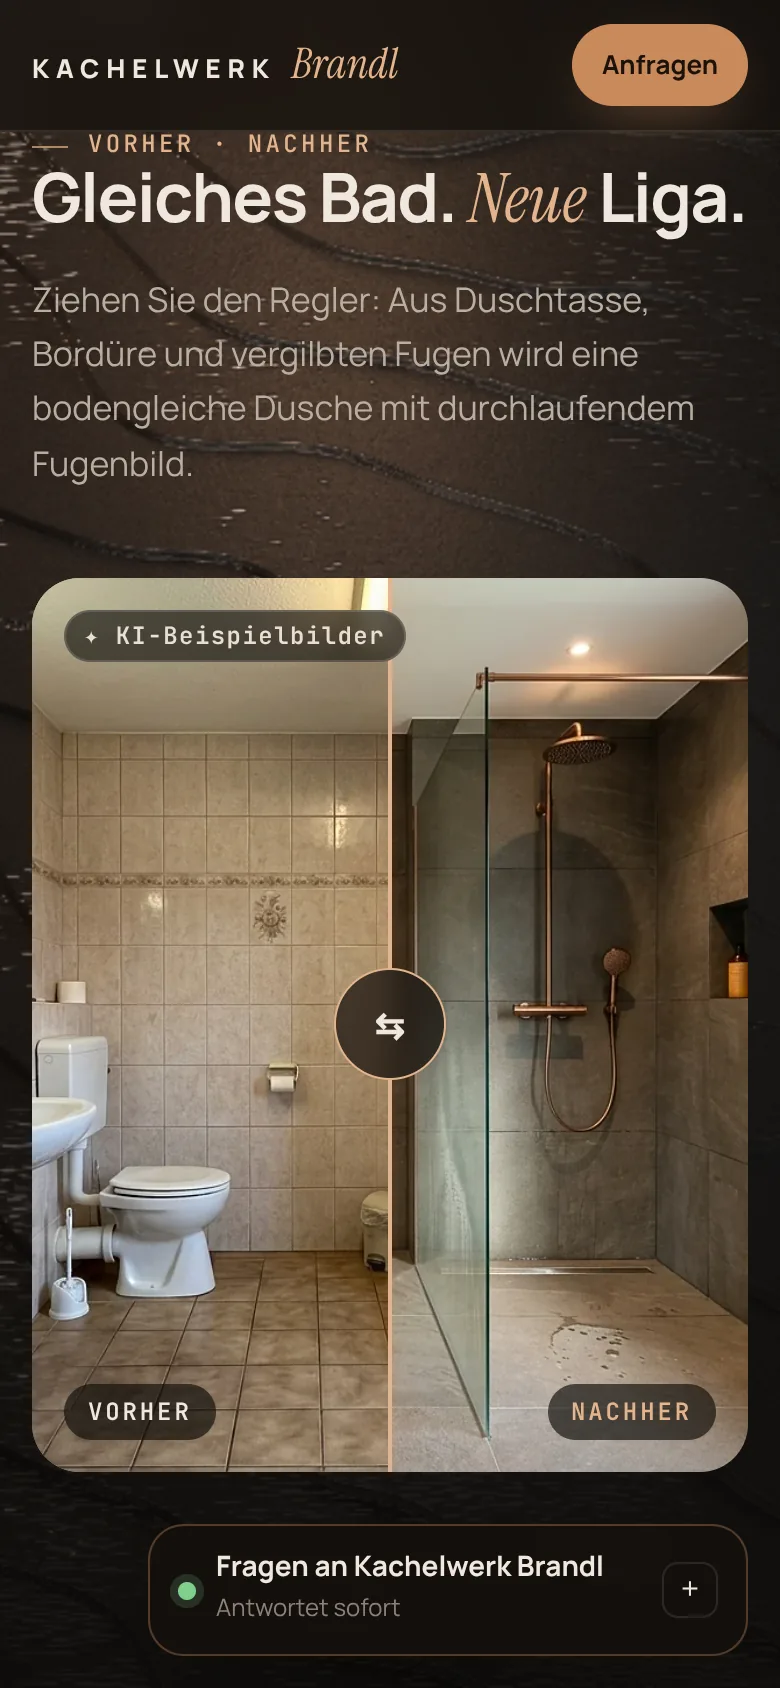 KACHELWERK Brandl
Anfragen
VORHER · NACHHER
Gleiches Bad. Neue Liga.
Ziehen Sie den Regler: Aus Duschtasse,
Bordüre und vergilbten Fugen wird eine
bodengleiche Dusche mit durchlaufendem
Fugenbild.
✦ KI-Beispielbilder
VORHER
NACHHER
Fragen an Kachelwerk Brandl
Antwortet sofort
+